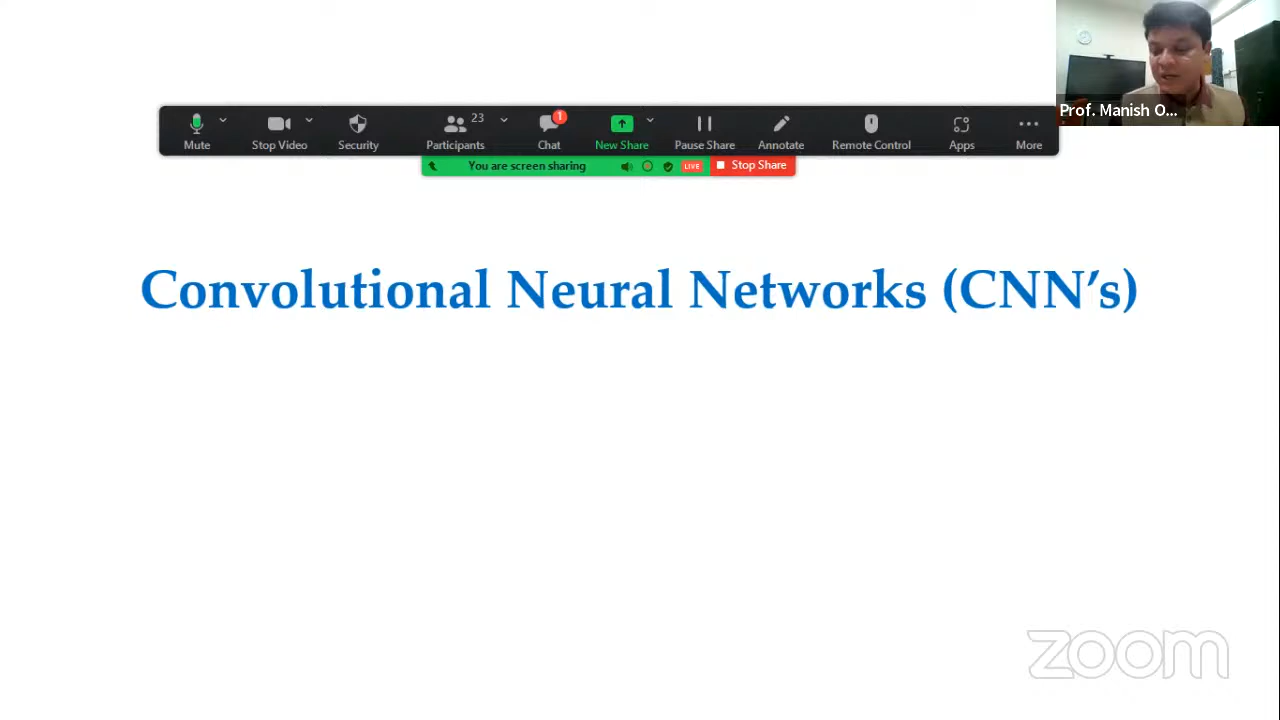 Prof. Manish O...
23
1
Mute
Stop Video
Security
Participants
Chat
New Share
Pause Share
Annotate
Remote Control
Apps
More
You are screen sharing
LIVE
Stop Share
Convolutional Neural Networks (CNN’s)
zoom